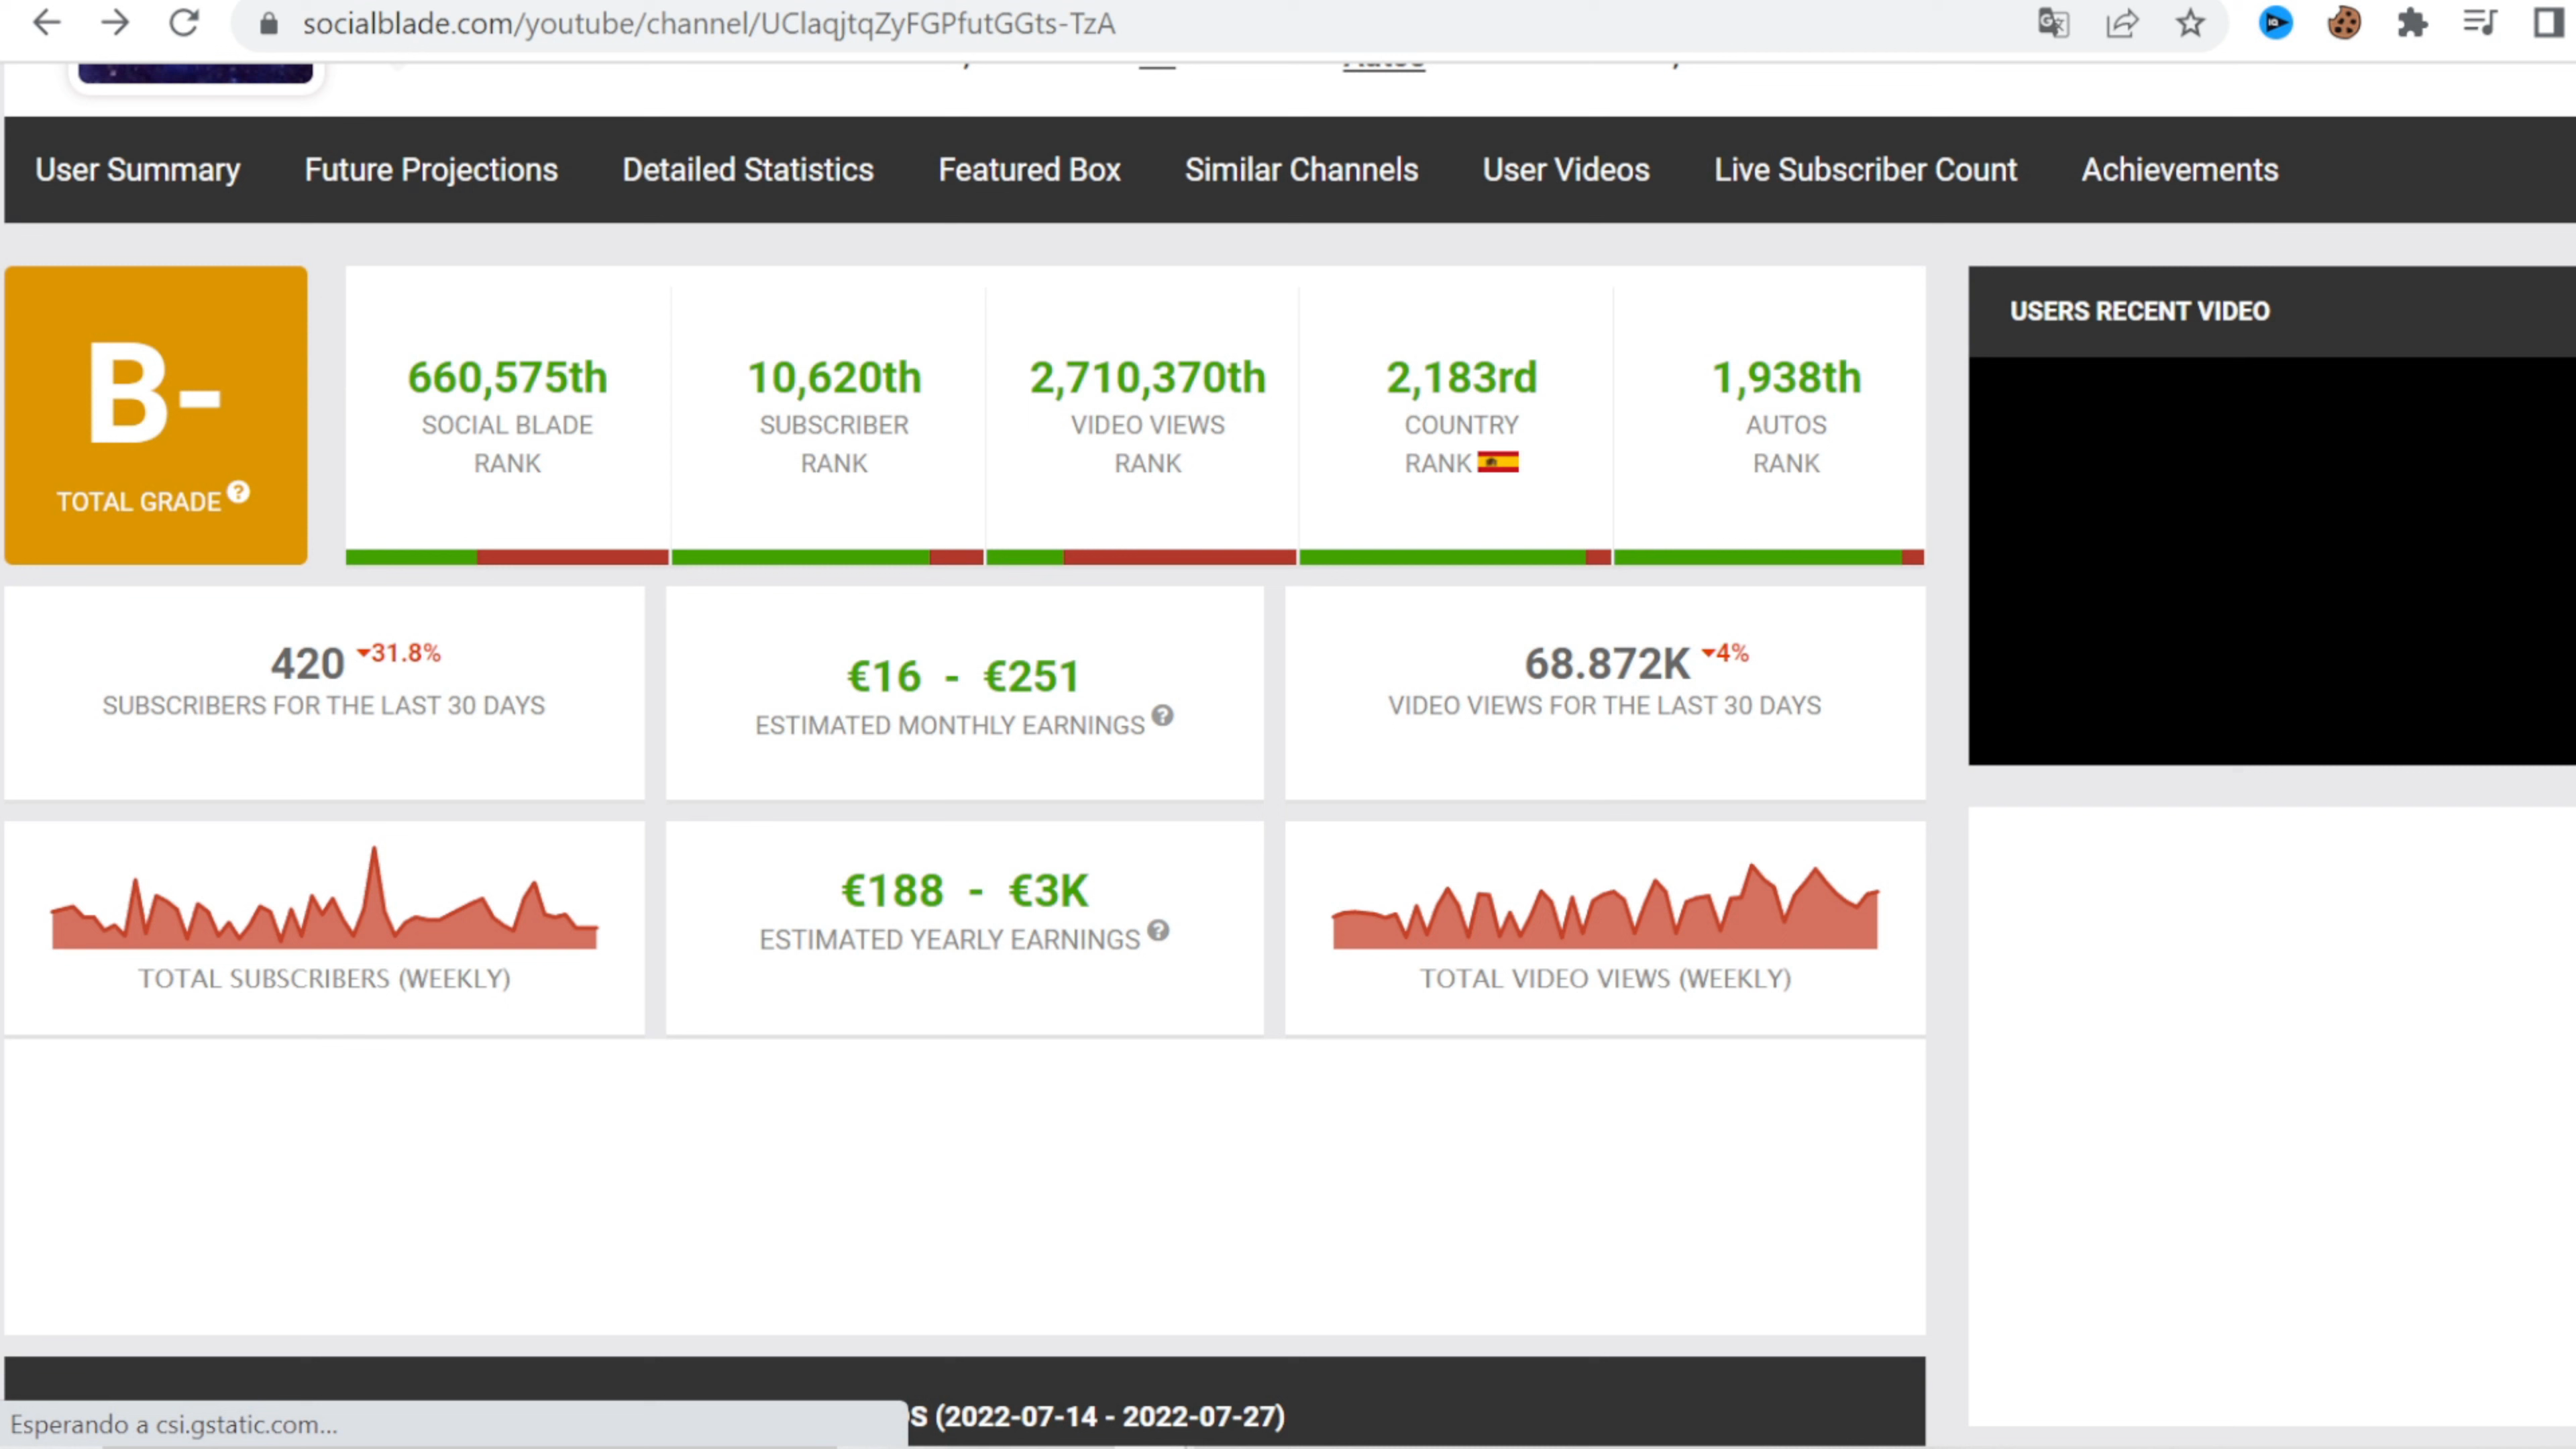 socialblade.com/youtube/channel/UClaqjtqZyFGPfutGGts-TzA
User Summary Future Projections Detailed Statistics Featured Box Similar Channels User Videos Live Subscriber Count Achievements
B-
TOTAL GRADE ?
660,575th
SOCIAL BLADE
RANK
10,620th
SUBSCRIBER
RANK
2,710,370th
VIDEO VIEWS
RANK
2,183rd
COUNTRY
RANK
1,938th
AUTOS
RANK
USERS RECENT VIDEO
420 31.8%
SUBSCRIBERS FOR THE LAST 30 DAYS
€16 - €251
ESTIMATED MONTHLY EARNINGS ?
68.872K 4%
VIDEO VIEWS FOR THE LAST 30 DAYS
TOTAL SUBSCRIBERS (WEEKLY)
€188 - €3K
ESTIMATED YEARLY EARNINGS ?
TOTAL VIDEO VIEWS (WEEKLY)
S (2022-07-14 - 2022-07-27)
Esperando a csi.gstatic.com...